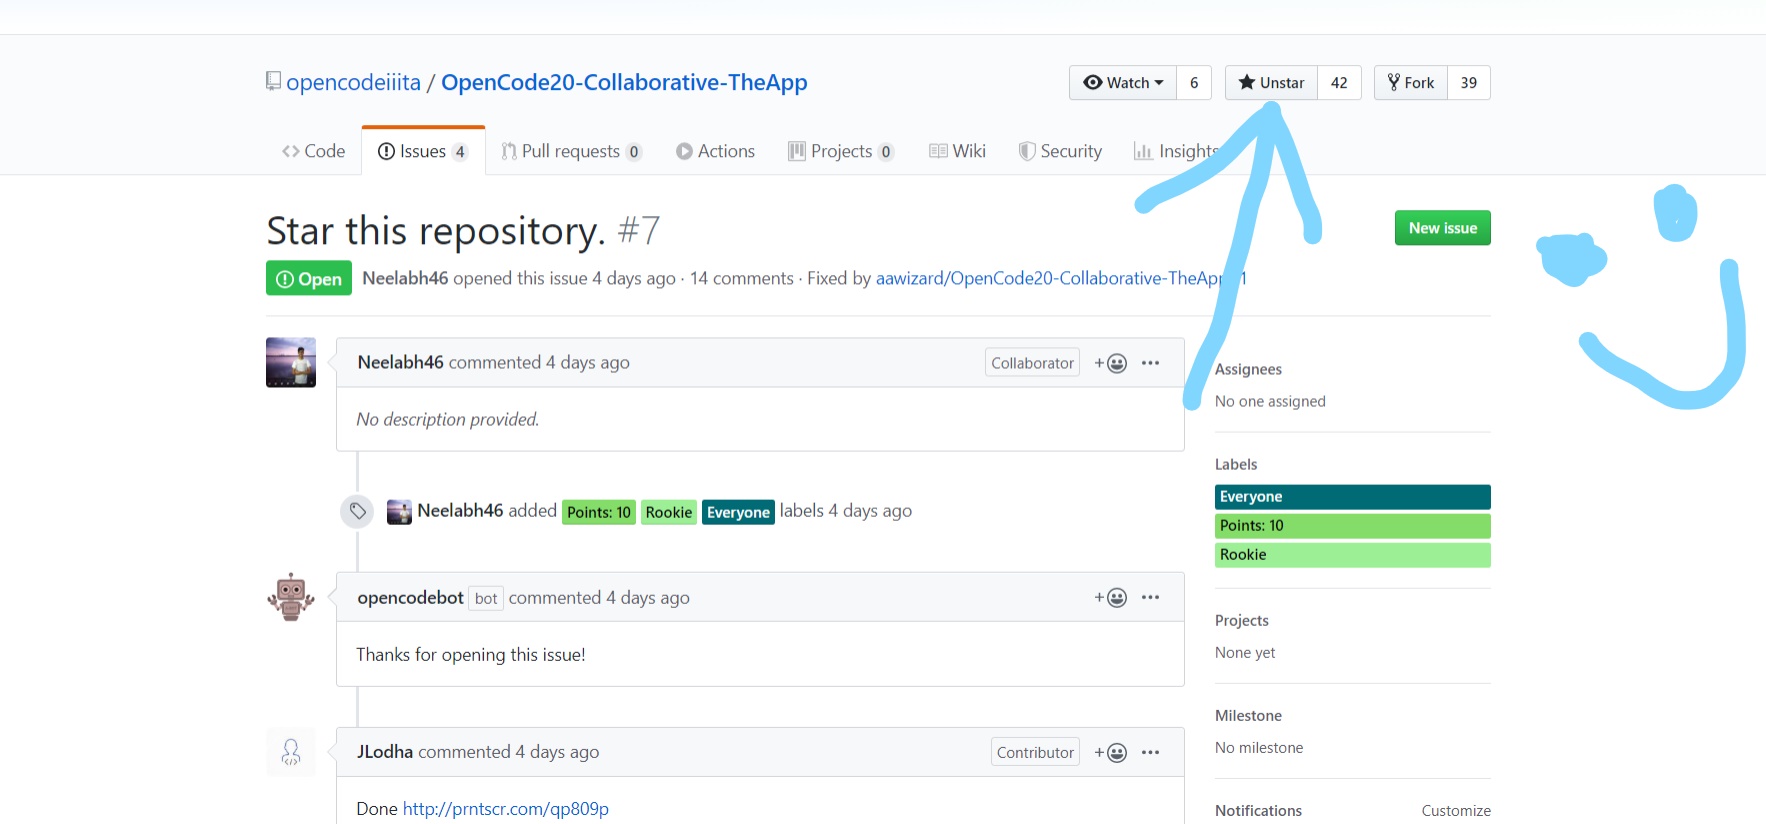 opencodeiiita / OpenCode20-Collaborative-TheApp
Watch 6 Unstar 42 Fork 39
Code Issues 4 Pull requests 0 Actions Projects 0 Wiki Security Insights
Star this repository. #7
New issue
Open Neelabh46 opened this issue 4 days ago · 14 comments · Fixed by aawizard/OpenCode20-Collaborative-TheApp
Neelabh46 commented 4 days ago
Collaborator
No description provided.
Neelabh46 added Points: 10 Rookie Everyone labels 4 days ago
opencodebot bot commented 4 days ago
Thanks for opening this issue!
JLodha commented 4 days ago
Contributor
Done http://prntscr.com/qp809p
Assignees
No one assigned
Labels
Everyone
Points: 10
Rookie
Projects
None yet
Milestone
No milestone
Notifications Customize